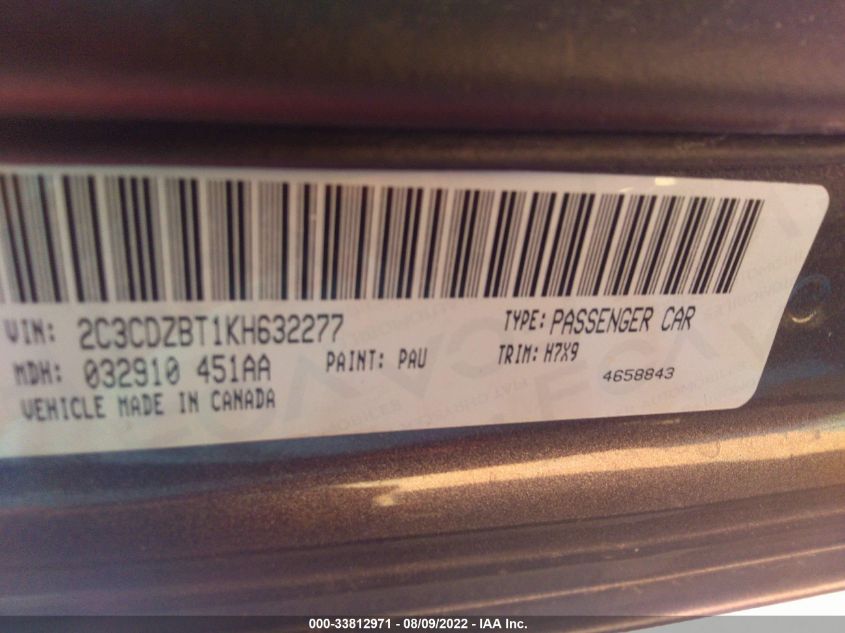 VIN: 2C3CDZBT1KH632277 TYPE: PASSENGER CAR
MDH: 032910 451AA PAINT: PAU TRIM: H7X9
4658843
VEHICLE MADE IN CANADA
000-33812971 - 08/09/2022 - IAA Inc.